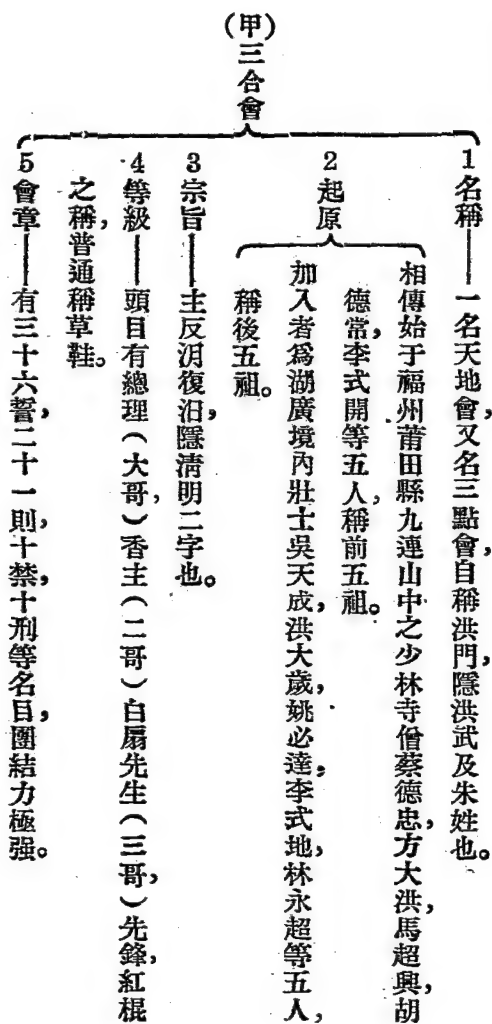 (甲)三合會
1 名稱——一名天地會，又名三點會，自稱洪門，隱洪武及朱姓也。
2 起原
相傳始于福州莆田縣九連山中之少林寺僧蔡德忠，方大洪，馬超興，胡
德常，李式開等五人，稱前五祖。
加入者爲湖廣境內壯士吳天成，洪大歲，姚必達，李式地，林永超等五人，
稱後五祖。
3 宗旨——主反汨復汨，隱淸明二字也。
4 等級——頭目有總理(大哥，)香主(二哥)白扇先生(三哥，)先鋒，紅棍
之稱，普通稱草鞋。
5 會章——有三十六誓，二十一則，十禁，十刑等名目，團結力極强。